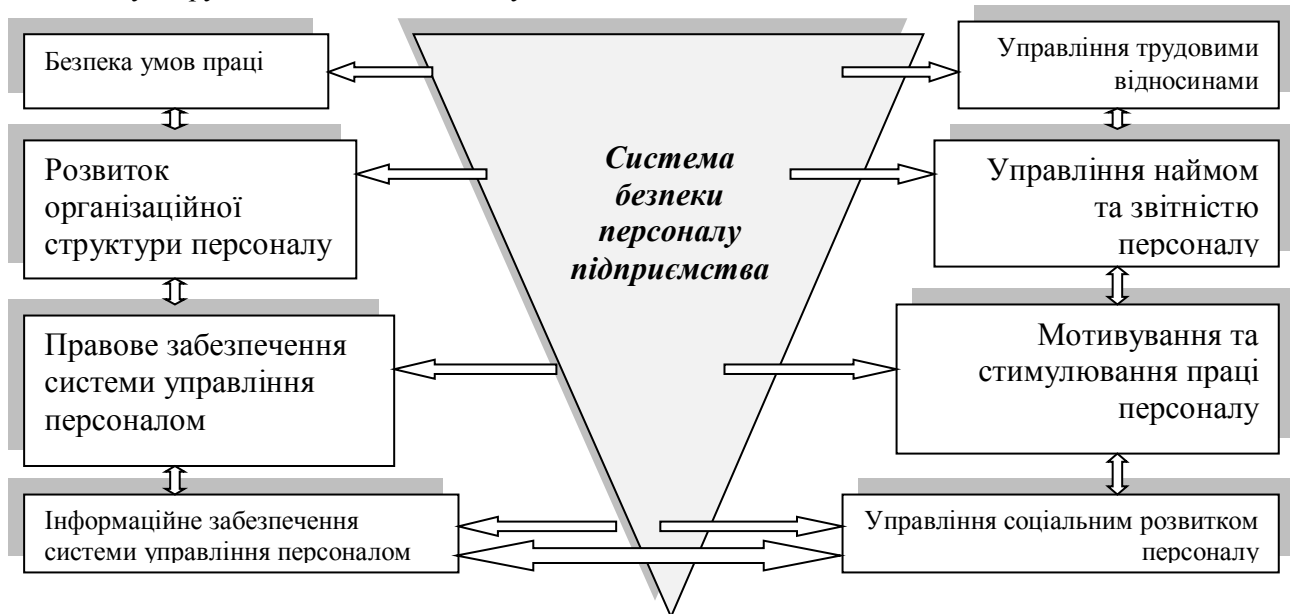 Безпека умов праці
Розвиток
організаційної
структури персоналу
Правове забезпечення
системи управління
персоналом
Інформаційне забезпечення
системи управління персоналом
Система
безпеки
персоналу
підприємства
Управління трудовими
відносинами
Управління наймом
та звітністю
персоналу
Мотивування та
стимулювання праці
персоналу
Управління соціальним розвитком
персоналу